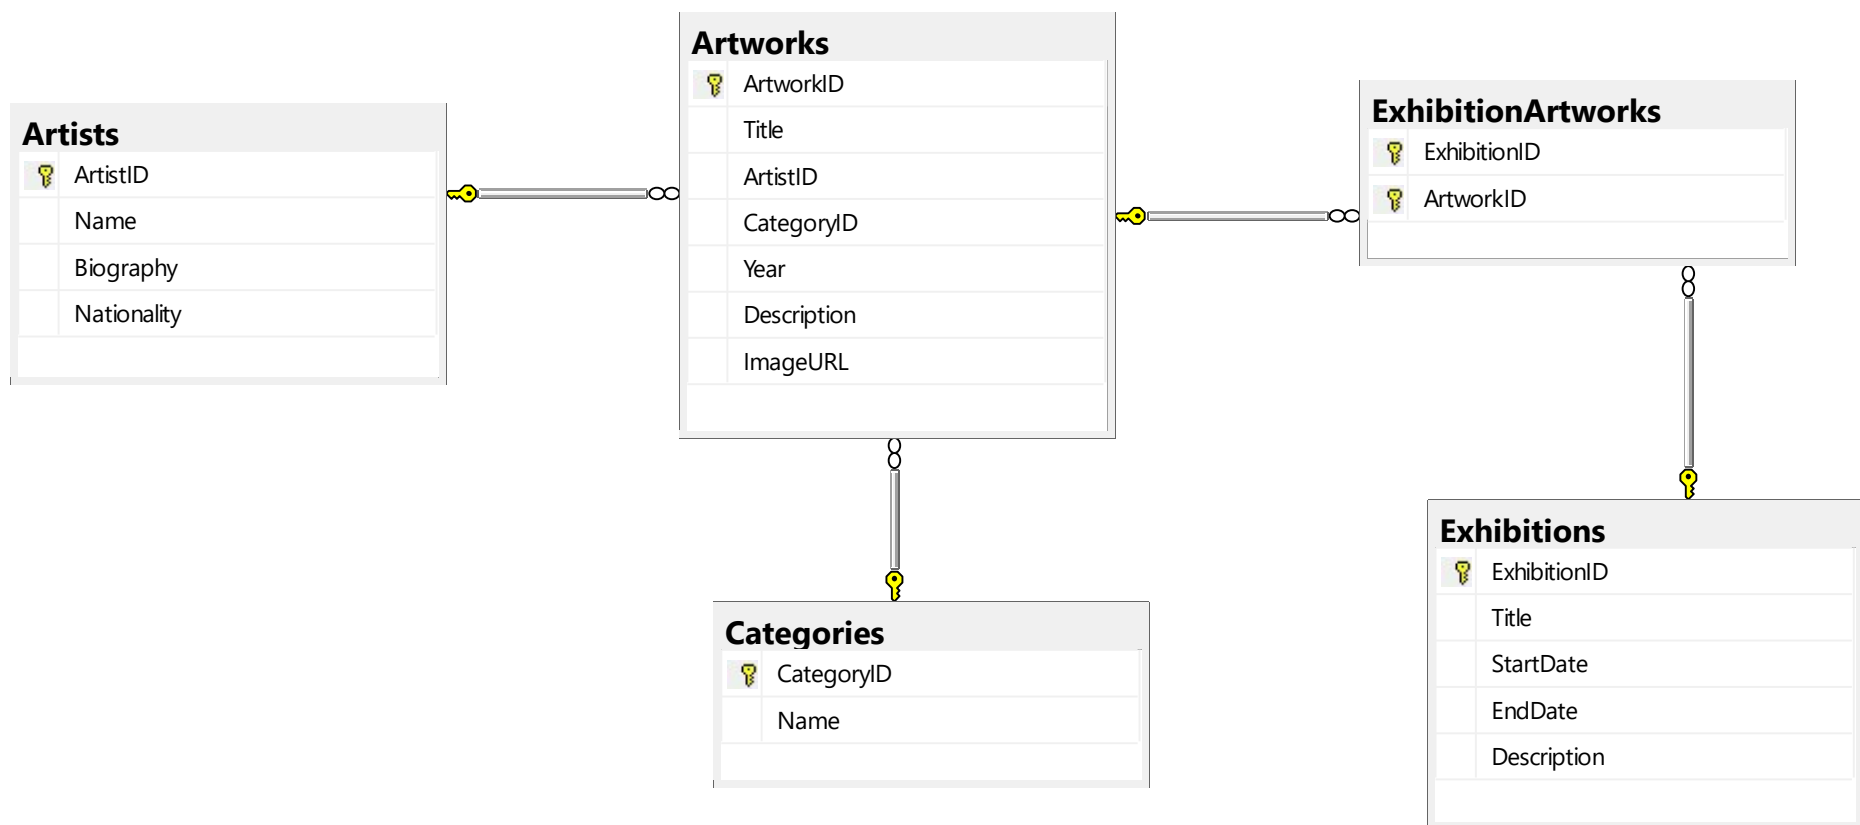 Artists
ArtistID
Name
Biography
Nationality
Artworks
ArtworkID
Title
ArtistID
CategoryID
Year
Description
ImageURL
ExhibitionArtworks
ExhibitionID
ArtworkID
Categories
CategoryID
Name
Exhibitions
ExhibitionID
Title
StartDate
EndDate
Description